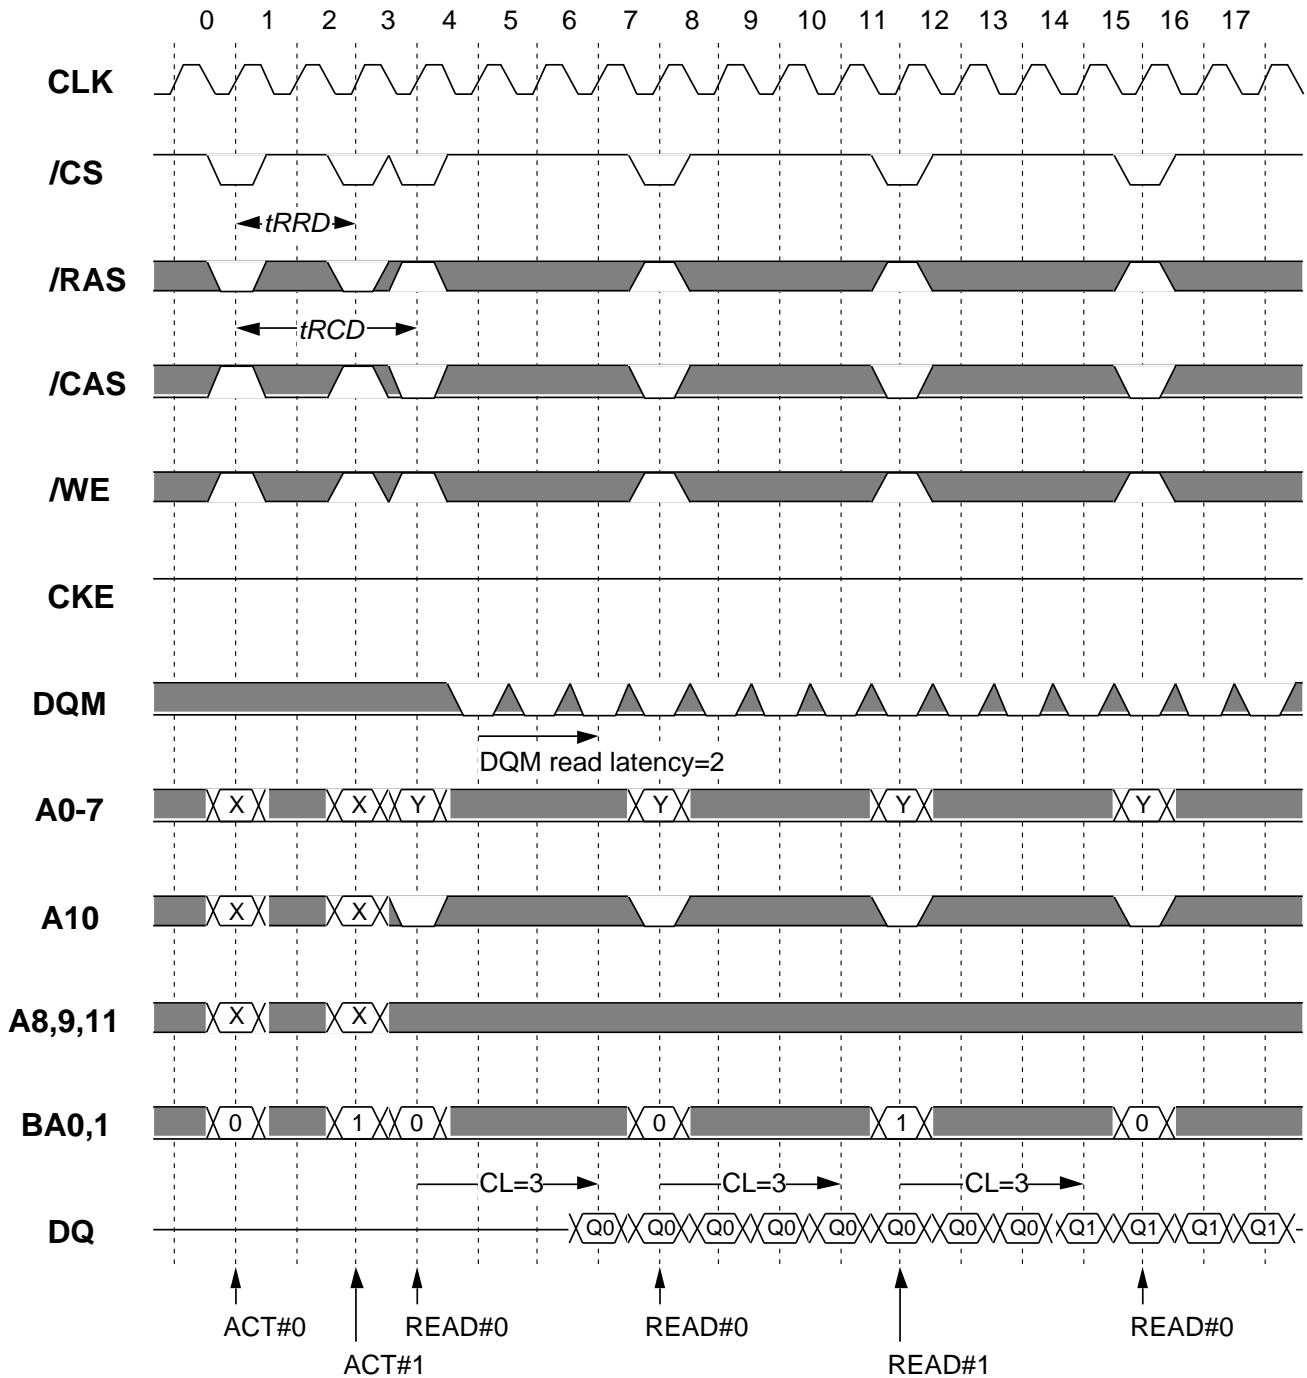 0 1 2 3 4 5 6 7 8 9 10 11 12 13 14 15 16 17
CLK
/CS
tRRD
/RAS
tRCD
/CAS
/WE
CKE
DQM
DQM read latency=2
A0-7 X X Y Y Y Y
A10 X X
A8,9,11 X X
BA0,1 0 1 0 0 1 0
CL=3 CL=3 CL=3
DQ Q0 Q0 Q0 Q0 Q0 Q0 Q0 Q0 Q1 Q1 Q1 Q1
ACT#0 READ#0 READ#0 READ#0
ACT#1 READ#1